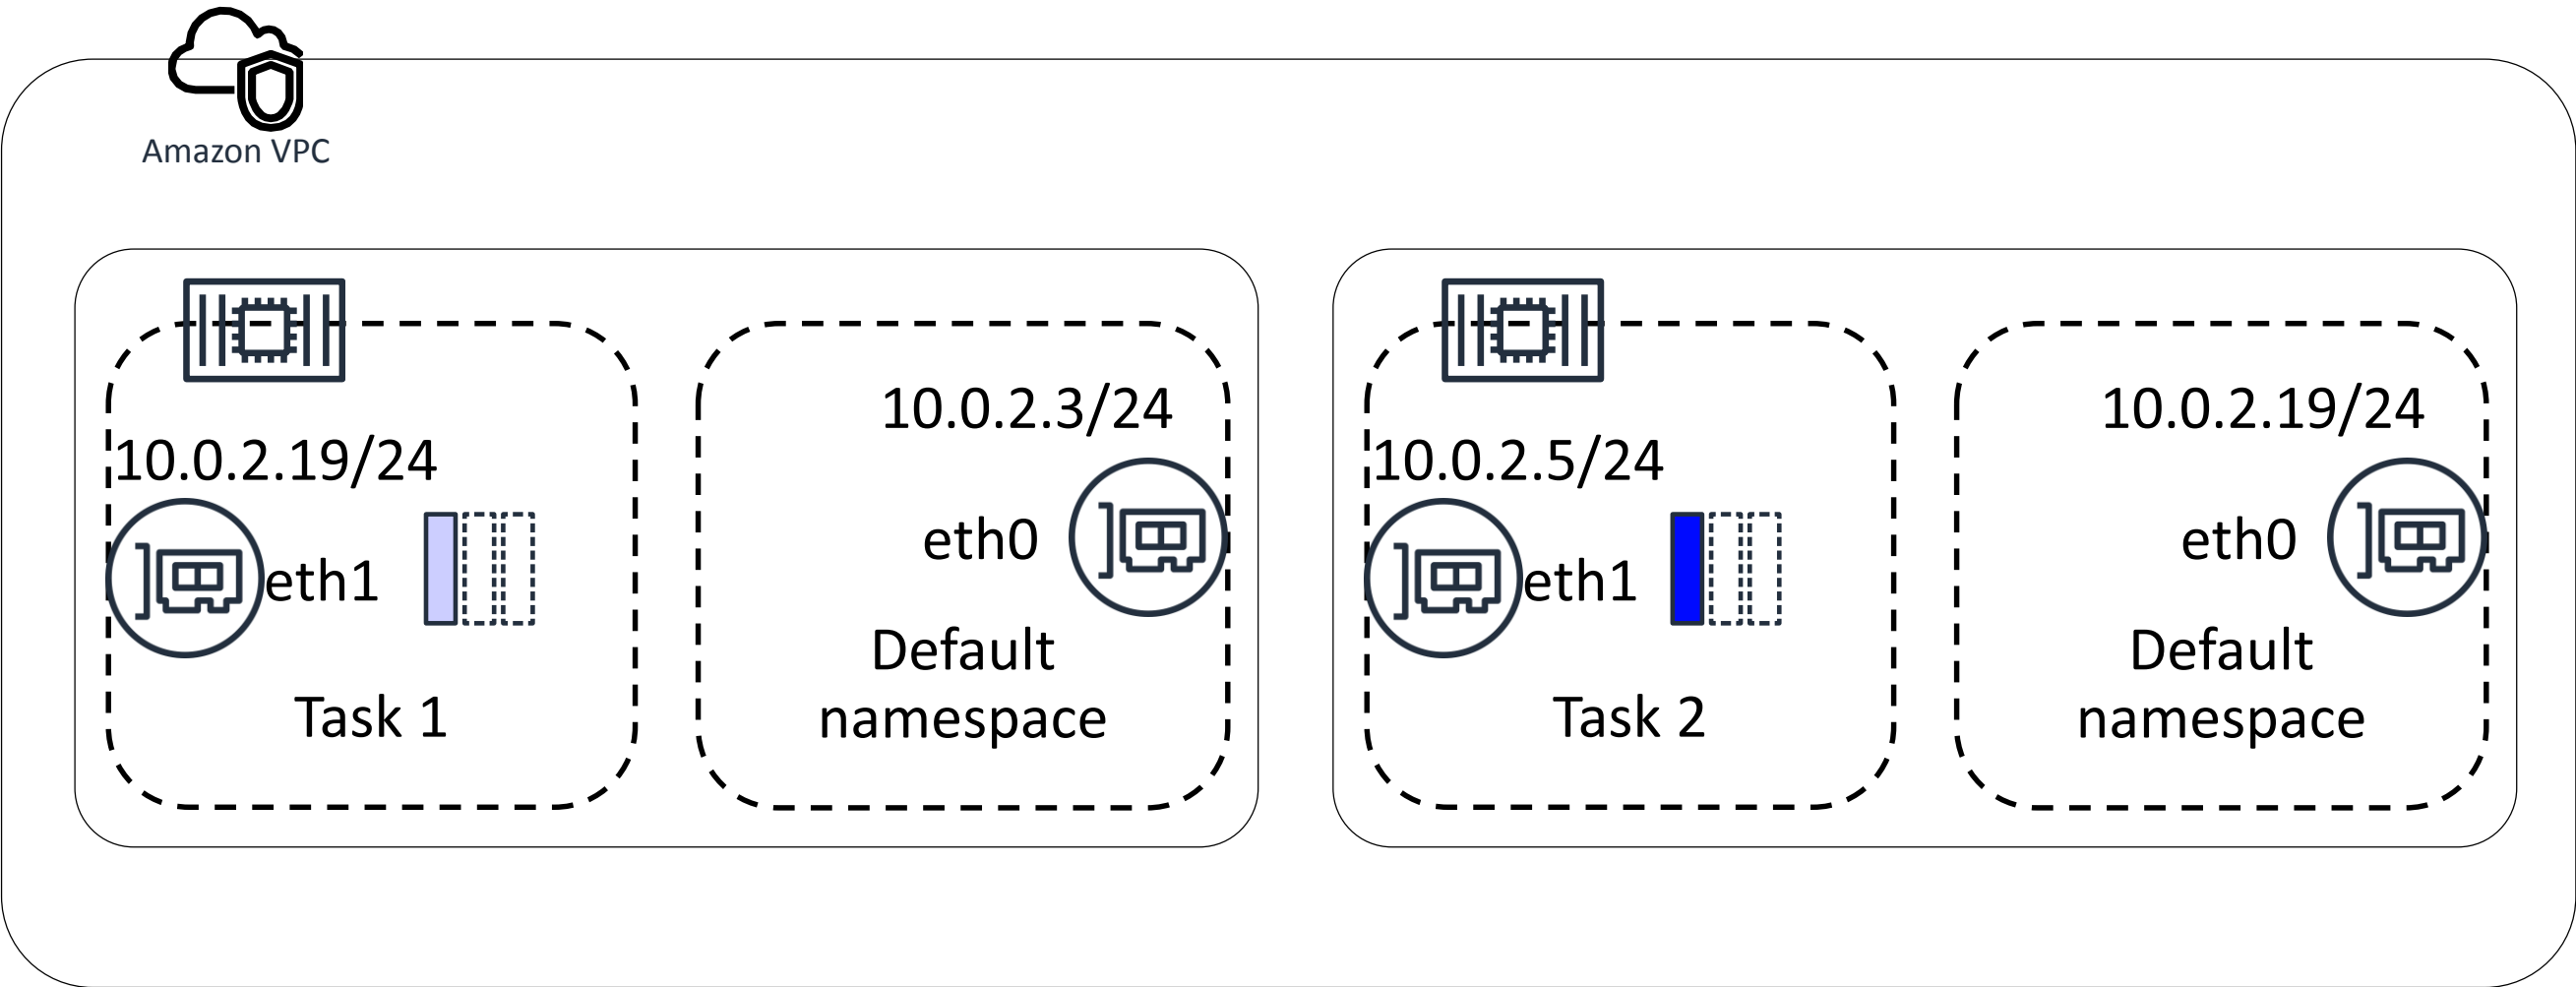 Amazon VPC
10.0.2.19/24
eth1
Task 1
10.0.2.3/24
eth0
Default
namespace
10.0.2.5/24
eth1
Task 2
10.0.2.19/24
eth0
Default
namespace